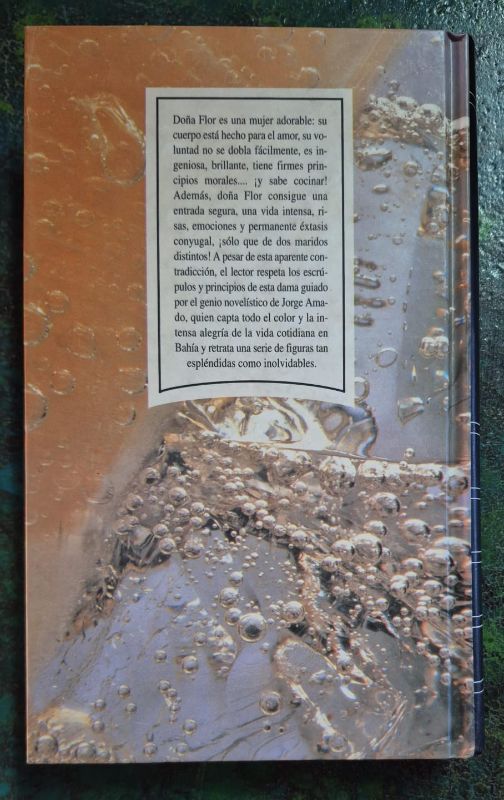 Doña Flor es una mujer adorable: su
cuerpo está hecho para el amor, su vo-
luntad no se dobla fácilmente, es in-
geniosa, brillante, tiene firmes prin-
cipios morales.... ¡y sabe cocinar!
Además, doña Flor consigue una
entrada segura, una vida intensa, ri-
sas, emociones y permanente éxtasis
conyugal, ¡sólo que de dos maridos
distintos! A pesar de esta aparente con-
tradicción, el lector respeta los escrú-
pulos y principios de esta dama guiado
por el genio novelístico de Jorge Ama-
do, quien capta todo el color y la in-
tensa alegría de la vida cotidiana en
Bahía y retrata una serie de figuras tan
espléndidas como inolvidables.